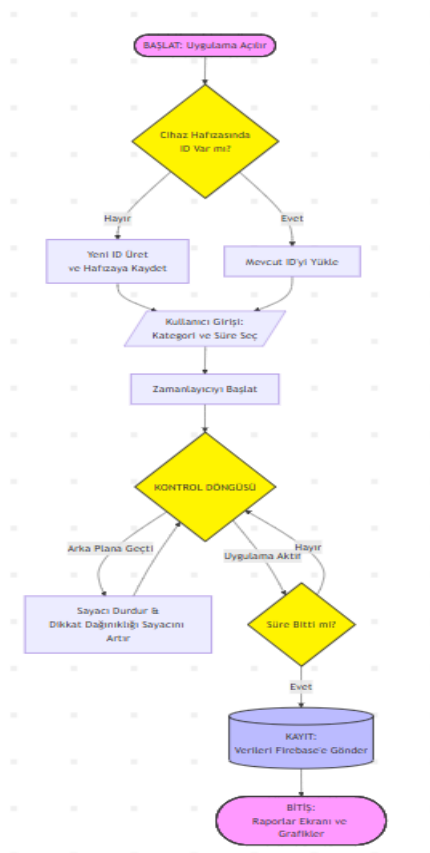 BAŞLAT: Uygulama Açılır
Cihaz Hafızasında
ID Var mı?
Hayır
Evet
Yeni ID Üret
ve Hafızaya Kaydet
Mevcut ID'yi Yükle
Kullanıcı Girişi:
Kategori ve Süre Seç
Zamanlayıcıyı Başlat
KONTROL DÖNGÜSÜ
Arka Plana Geçti
Uygulama Aktif
Hayır
Sayacı Durdur &
Dikkat Dağınıklığı Sayacını
Artır
Süre Bitti mi?
Evet
KAYIT:
Verileri Firebase'e Gönder
BİTİŞ:
Raporlar Ekranı ve
Grafikler